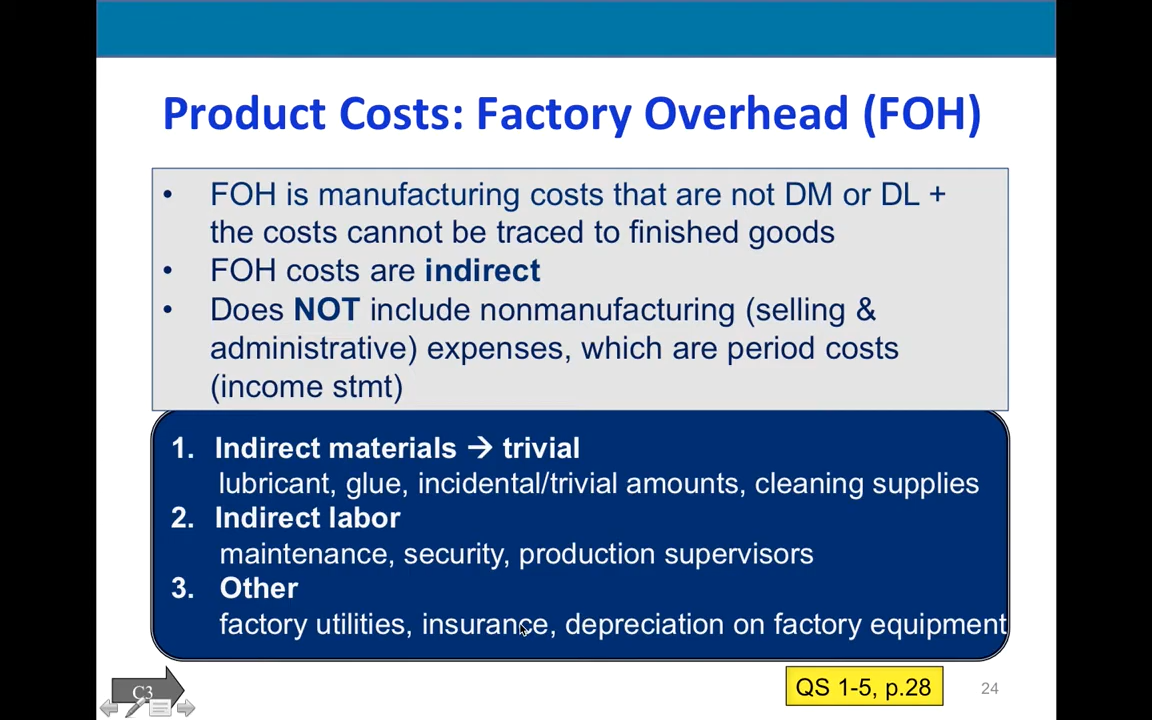 Product Costs: Factory Overhead (FOH)
• FOH is manufacturing costs that are not DM or DL +
the costs cannot be traced to finished goods
• FOH costs are indirect
• Does NOT include nonmanufacturing (selling &
administrative) expenses, which are period costs
(income stmt)
1. Indirect materials → trivial
lubricant, glue, incidental/trivial amounts, cleaning supplies
2. Indirect labor
maintenance, security, production supervisors
3. Other
factory utilities, insurance, depreciation on factory equipment
C3
QS 1-5, p.28
24